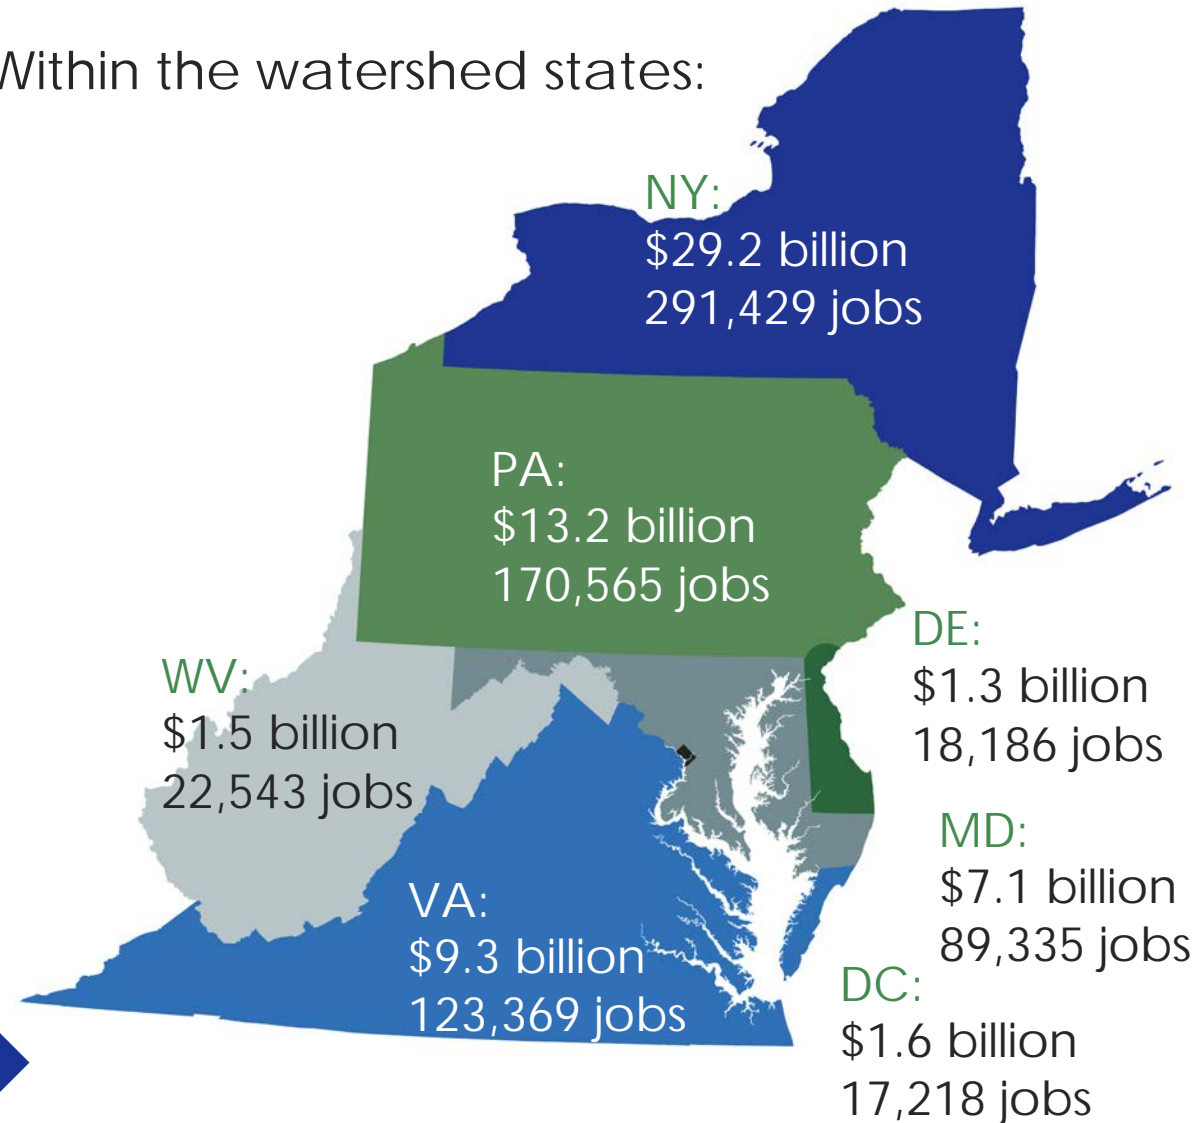 Within the watershed states:
NY:
$29.2 billion
291,429 jobs
PA:
$13.2 billion
170,565 jobs
DE:
$1.3 billion
18,186 jobs
WV:
$1.5 billion
22,543 jobs
MD:
$7.1 billion
89,335 jobs
VA:
$9.3 billion
123,369 jobs
DC:
$1.6 billion
17,218 jobs